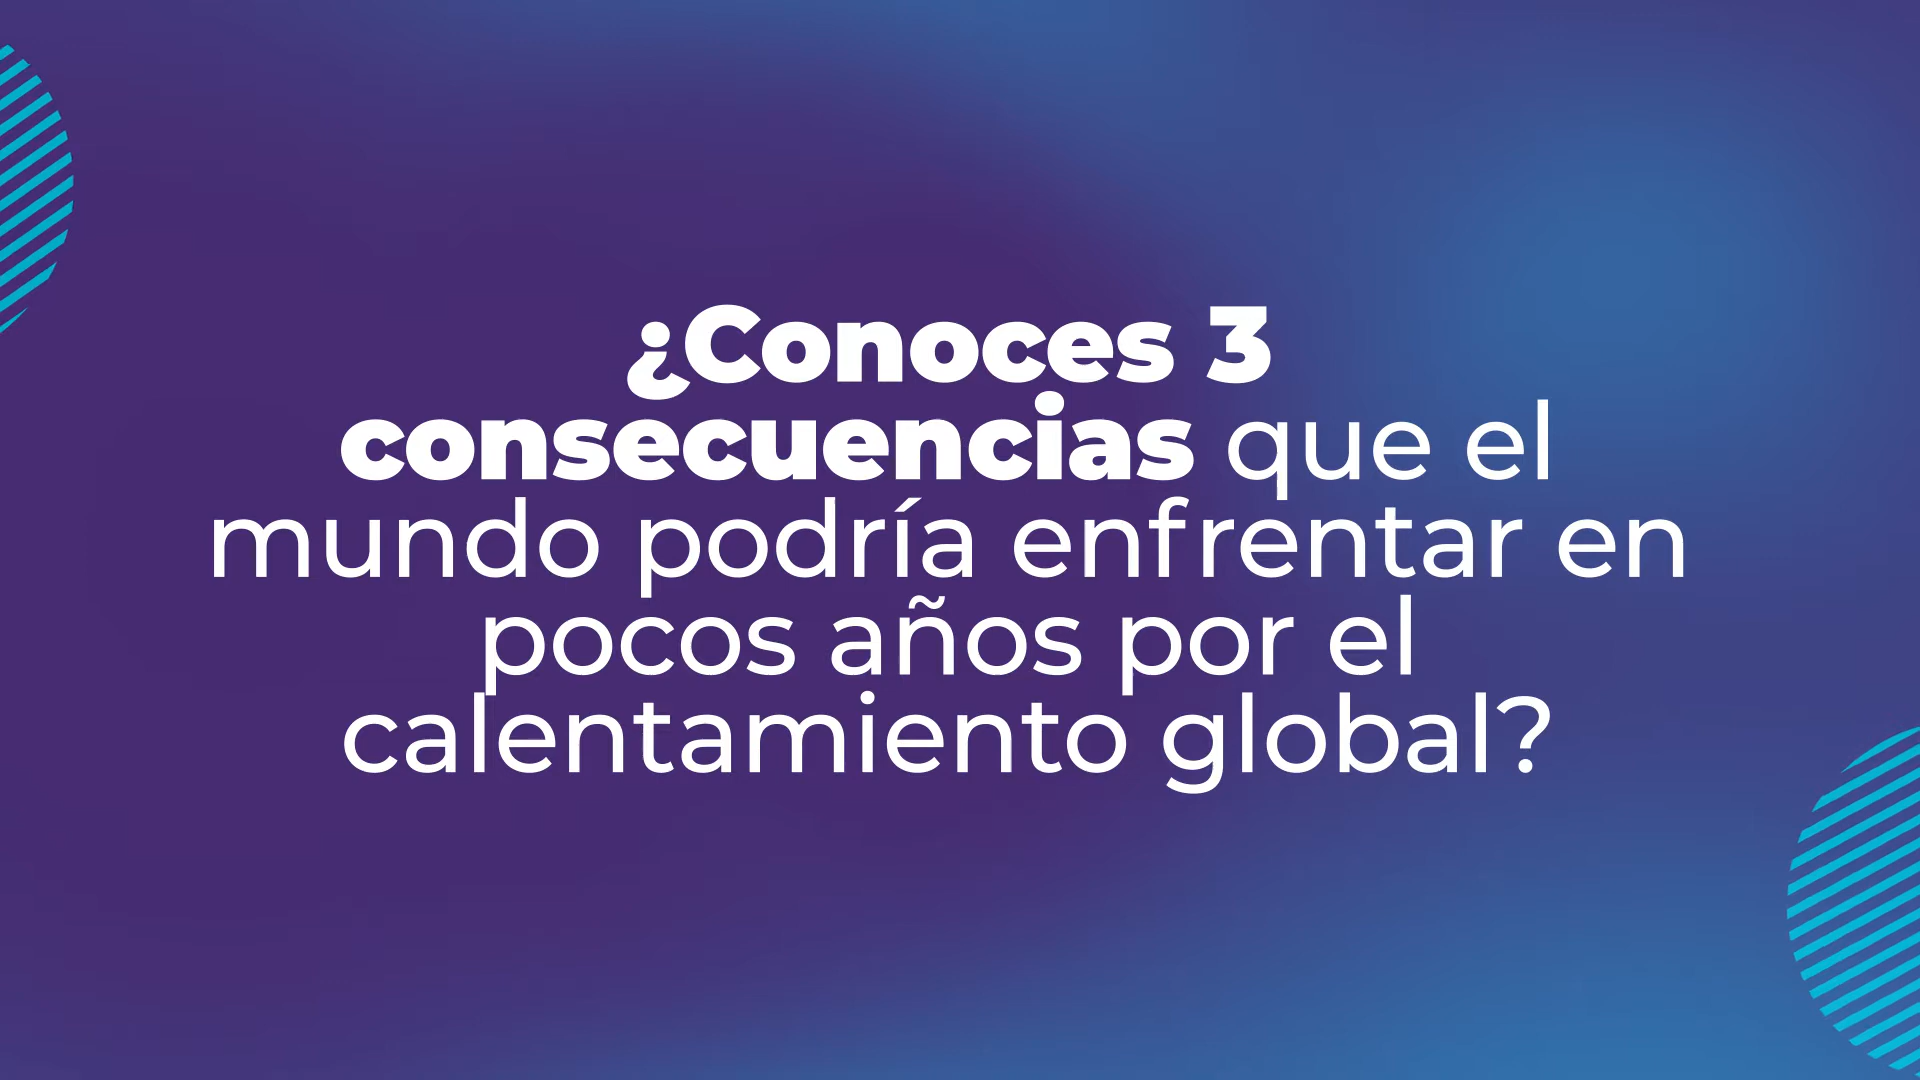 ¿Conoces 3
consecuencias que el
mundo podría enfrentar en
pocos años por el
calentamiento global?